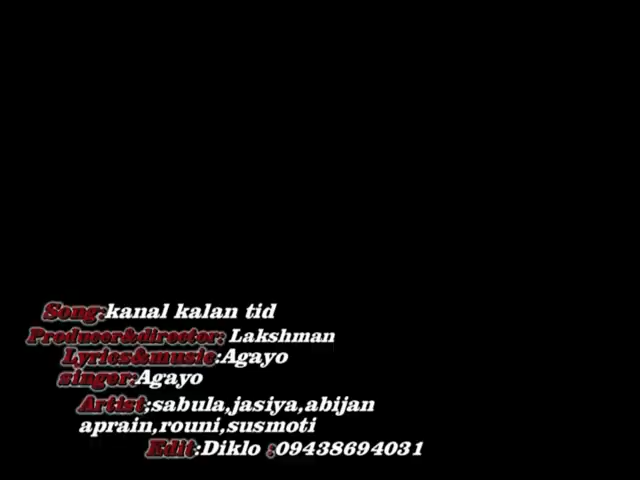 Song:kanal kalan tid
Producer&director: Lakshman
Lyrics&music:Agayo
singer:Agayo
Artist;sabula,jasiya,abijan
aprain,rouni,susmoti
Edit:Diklo :09438694031